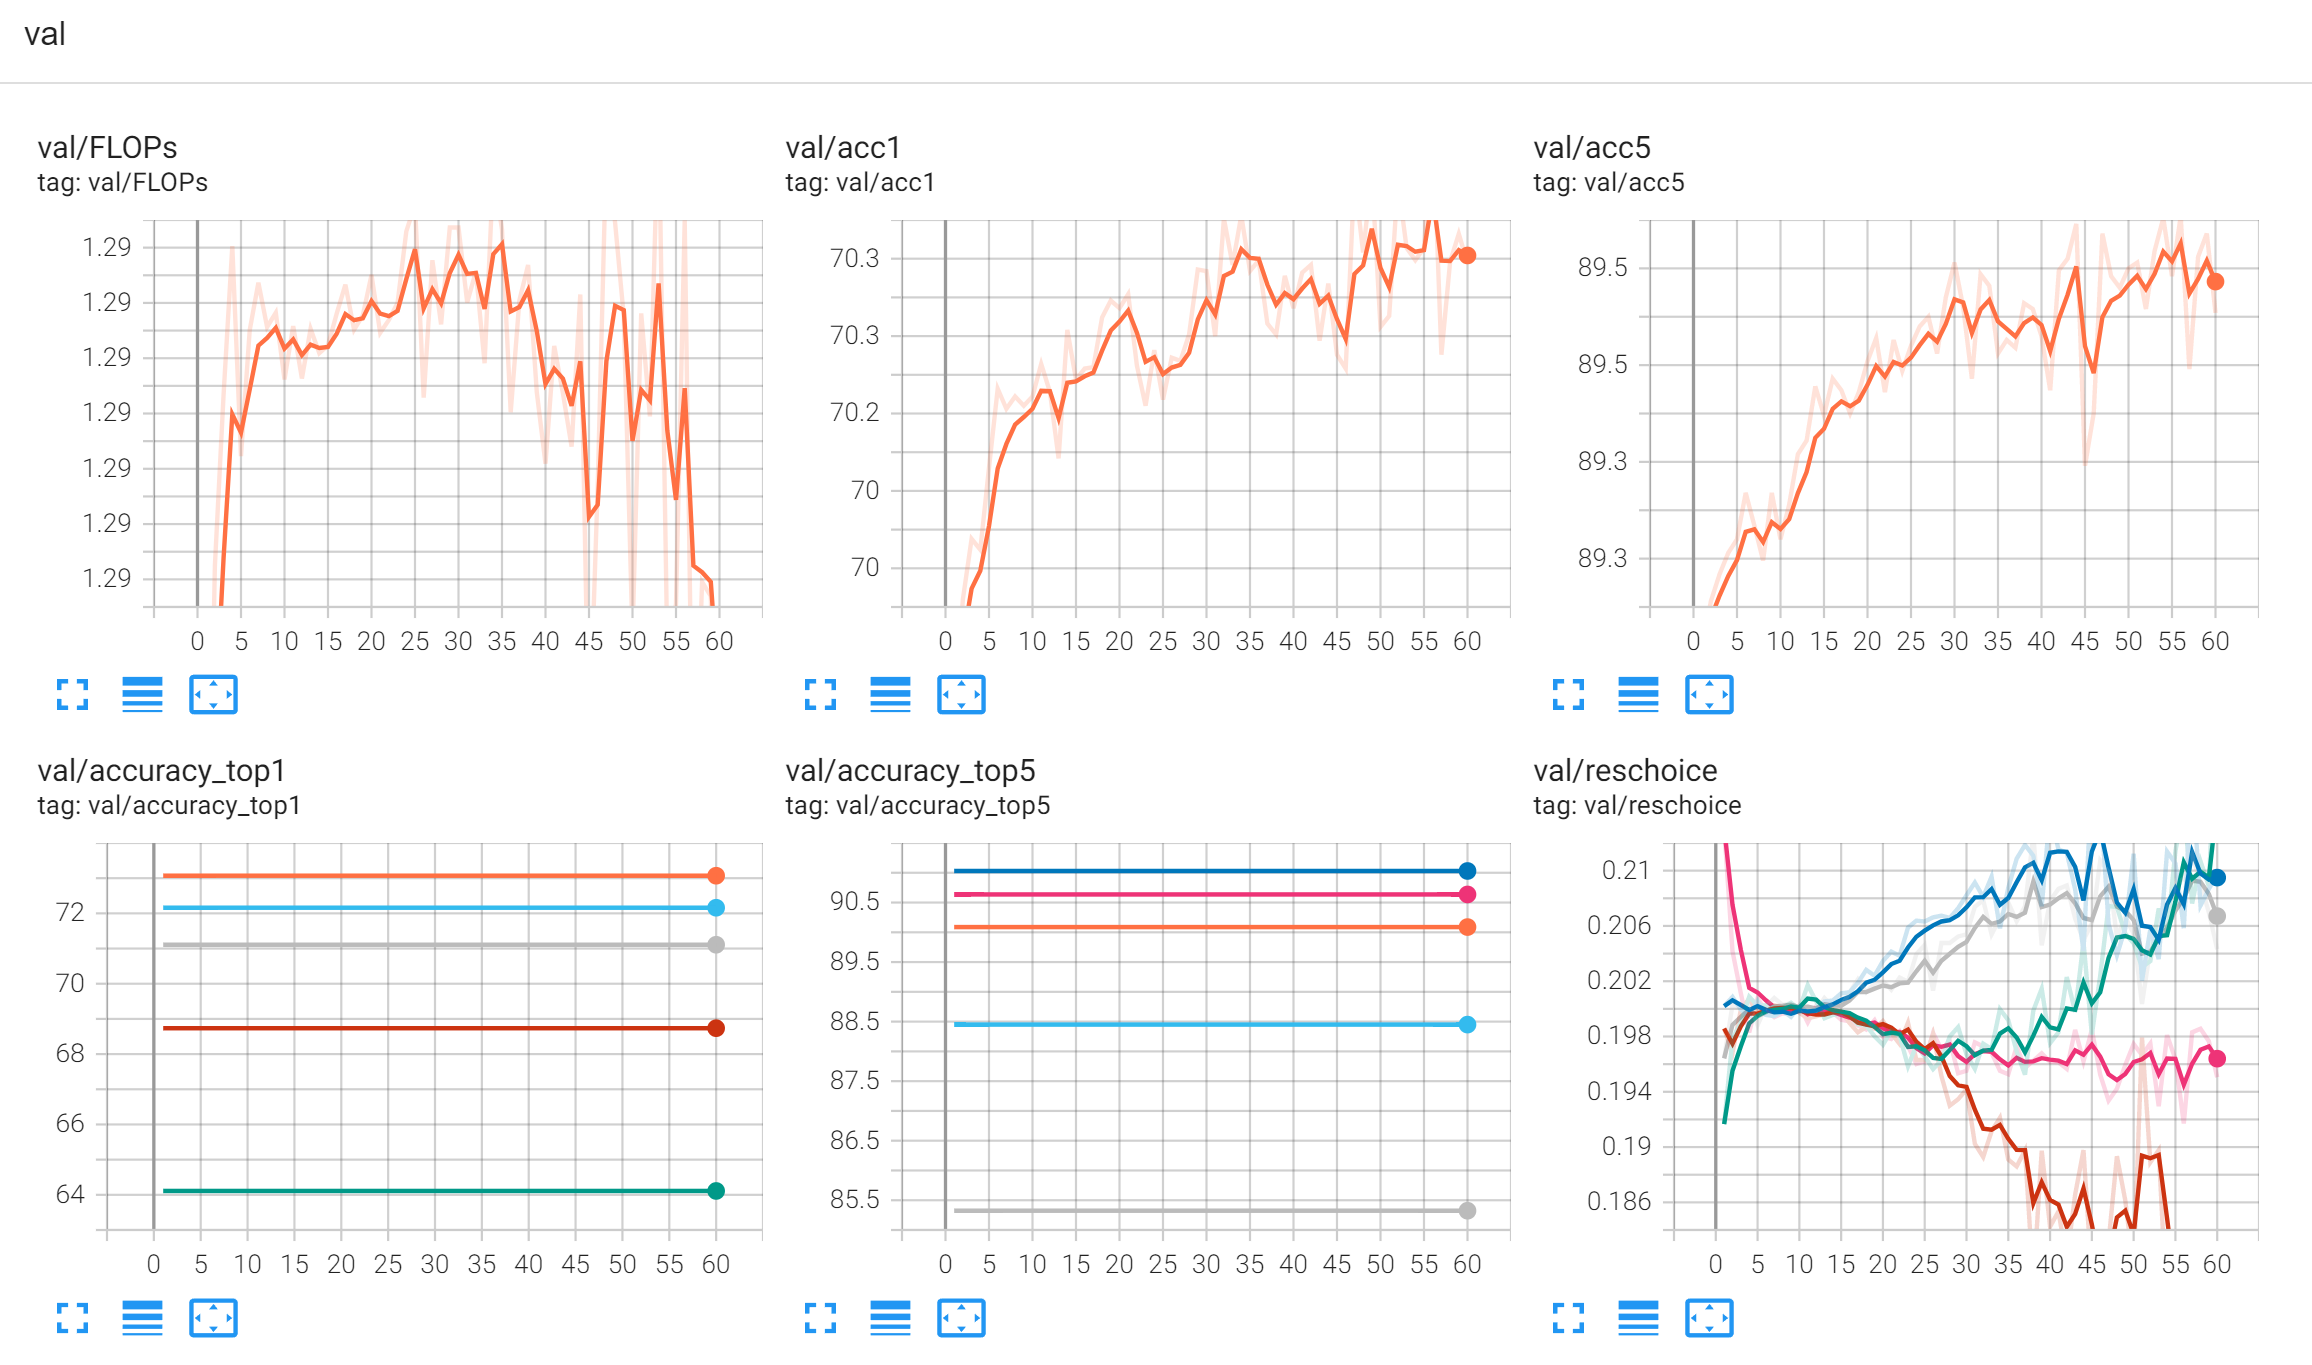 val
val/FLOPs
tag: val/FLOPs
1.29
1.29
1.29
1.29
1.29
1.29
1.29
0 5 10 15 20 25 30 35 40 45 50 55 60
val/acc1
tag: val/acc1
70.3
70.3
70.2
70
70
0 5 10 15 20 25 30 35 40 45 50 55 60
val/acc5
tag: val/acc5
89.5
89.5
89.3
89.3
0 5 10 15 20 25 30 35 40 45 50 55 60
val/accuracy_top1
tag: val/accuracy_top1
72
70
68
66
64
0 5 10 15 20 25 30 35 40 45 50 55 60
val/accuracy_top5
tag: val/accuracy_top5
90.5
89.5
88.5
87.5
86.5
85.5
0 5 10 15 20 25 30 35 40 45 50 55 60
val/reschoice
tag: val/reschoice
0.21
0.206
0.202
0.198
0.194
0.19
0.186
0 5 10 15 20 25 30 35 40 45 50 55 60